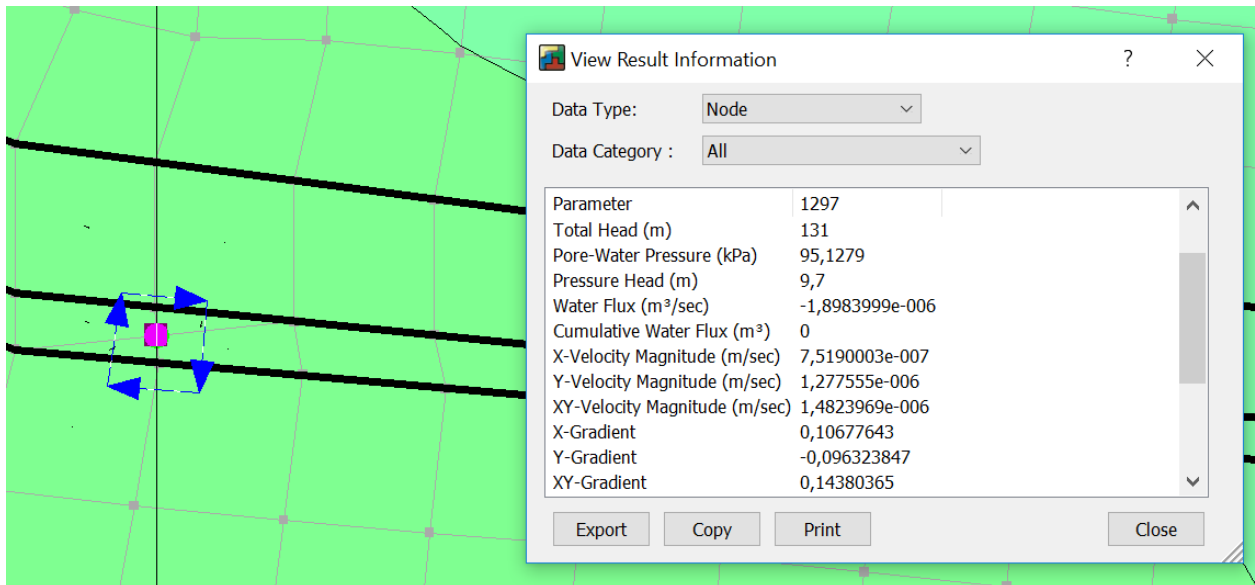 View Result Information
?
Data Type: Node
Data Category : All
Parameter 1297
Total Head (m) 131
Pore-Water Pressure (kPa) 95,1279
Pressure Head (m) 9,7
Water Flux (m³/sec) -1,8983999e-006
Cumulative Water Flux (m³) 0
X-Velocity Magnitude (m/sec) 7,5190003e-007
Y-Velocity Magnitude (m/sec) 1,277555e-006
XY-Velocity Magnitude (m/sec) 1,4823969e-006
X-Gradient 0,10677643
Y-Gradient -0,096323847
XY-Gradient 0,14380365
Export Copy Print Close